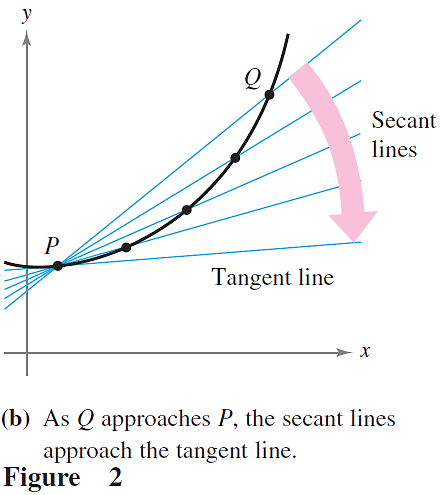 y
Q
Secant
lines
P
Tangent line
x
(b) As Q approaches P, the secant lines
approach the tangent line.
Figure 2